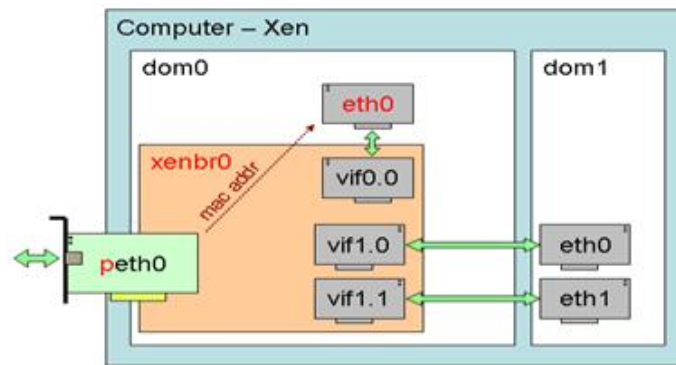 Computer – Xen
dom0
dom1
eth0
xenbr0
mac addr
vif0.0
peth0
vif1.0
eth0
vif1.1
eth1